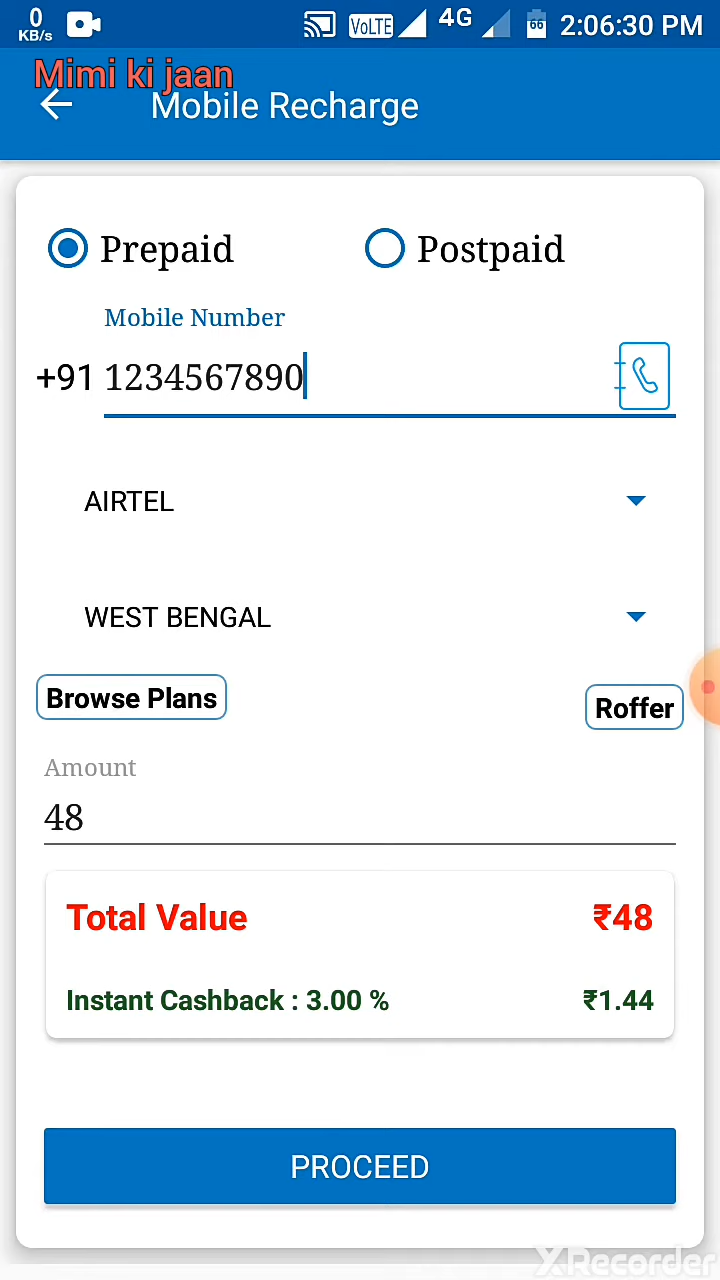 0
KB/s
VoLTE
4G
66
2:06:30 PM
Mimi ki jaan
Mobile Recharge
Prepaid
Postpaid
Mobile Number
+91 1234567890
AIRTEL
WEST BENGAL
Browse Plans
Roffer
Amount
48
Total Value ₹48
Instant Cashback : 3.00 % ₹1.44
PROCEED
XRecorder